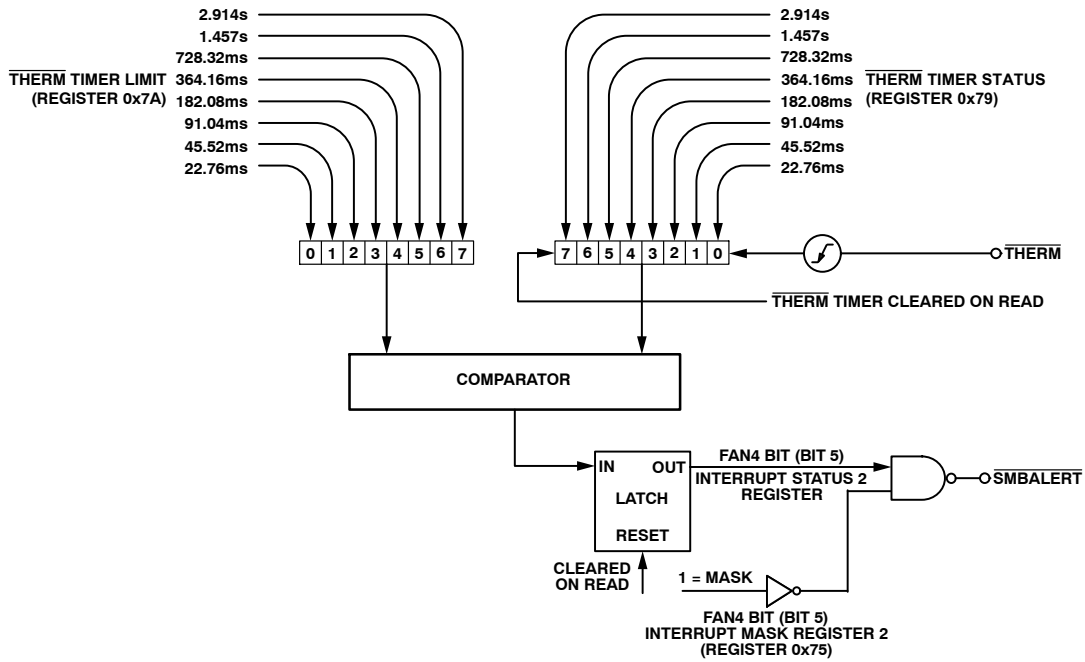 2.914s
1.457s
728.32ms
364.16ms
182.08ms
91.04ms
45.52ms
22.76ms
THERM TIMER LIMIT
(REGISTER 0x7A)
2.914s
1.457s
728.32ms
364.16ms
182.08ms
91.04ms
45.52ms
22.76ms
THERM TIMER STATUS
(REGISTER 0x79)
0 1 2 3 4 5 6 7
7 6 5 4 3 2 1 0
THERM
THERM TIMER CLEARED ON READ
COMPARATOR
IN OUT
LATCH
RESET
FAN4 BIT (BIT 5)
INTERRUPT STATUS 2
REGISTER
SMBALERT
CLEARED
ON READ
1 = MASK
FAN4 BIT (BIT 5)
INTERRUPT MASK REGISTER 2
(REGISTER 0x75)